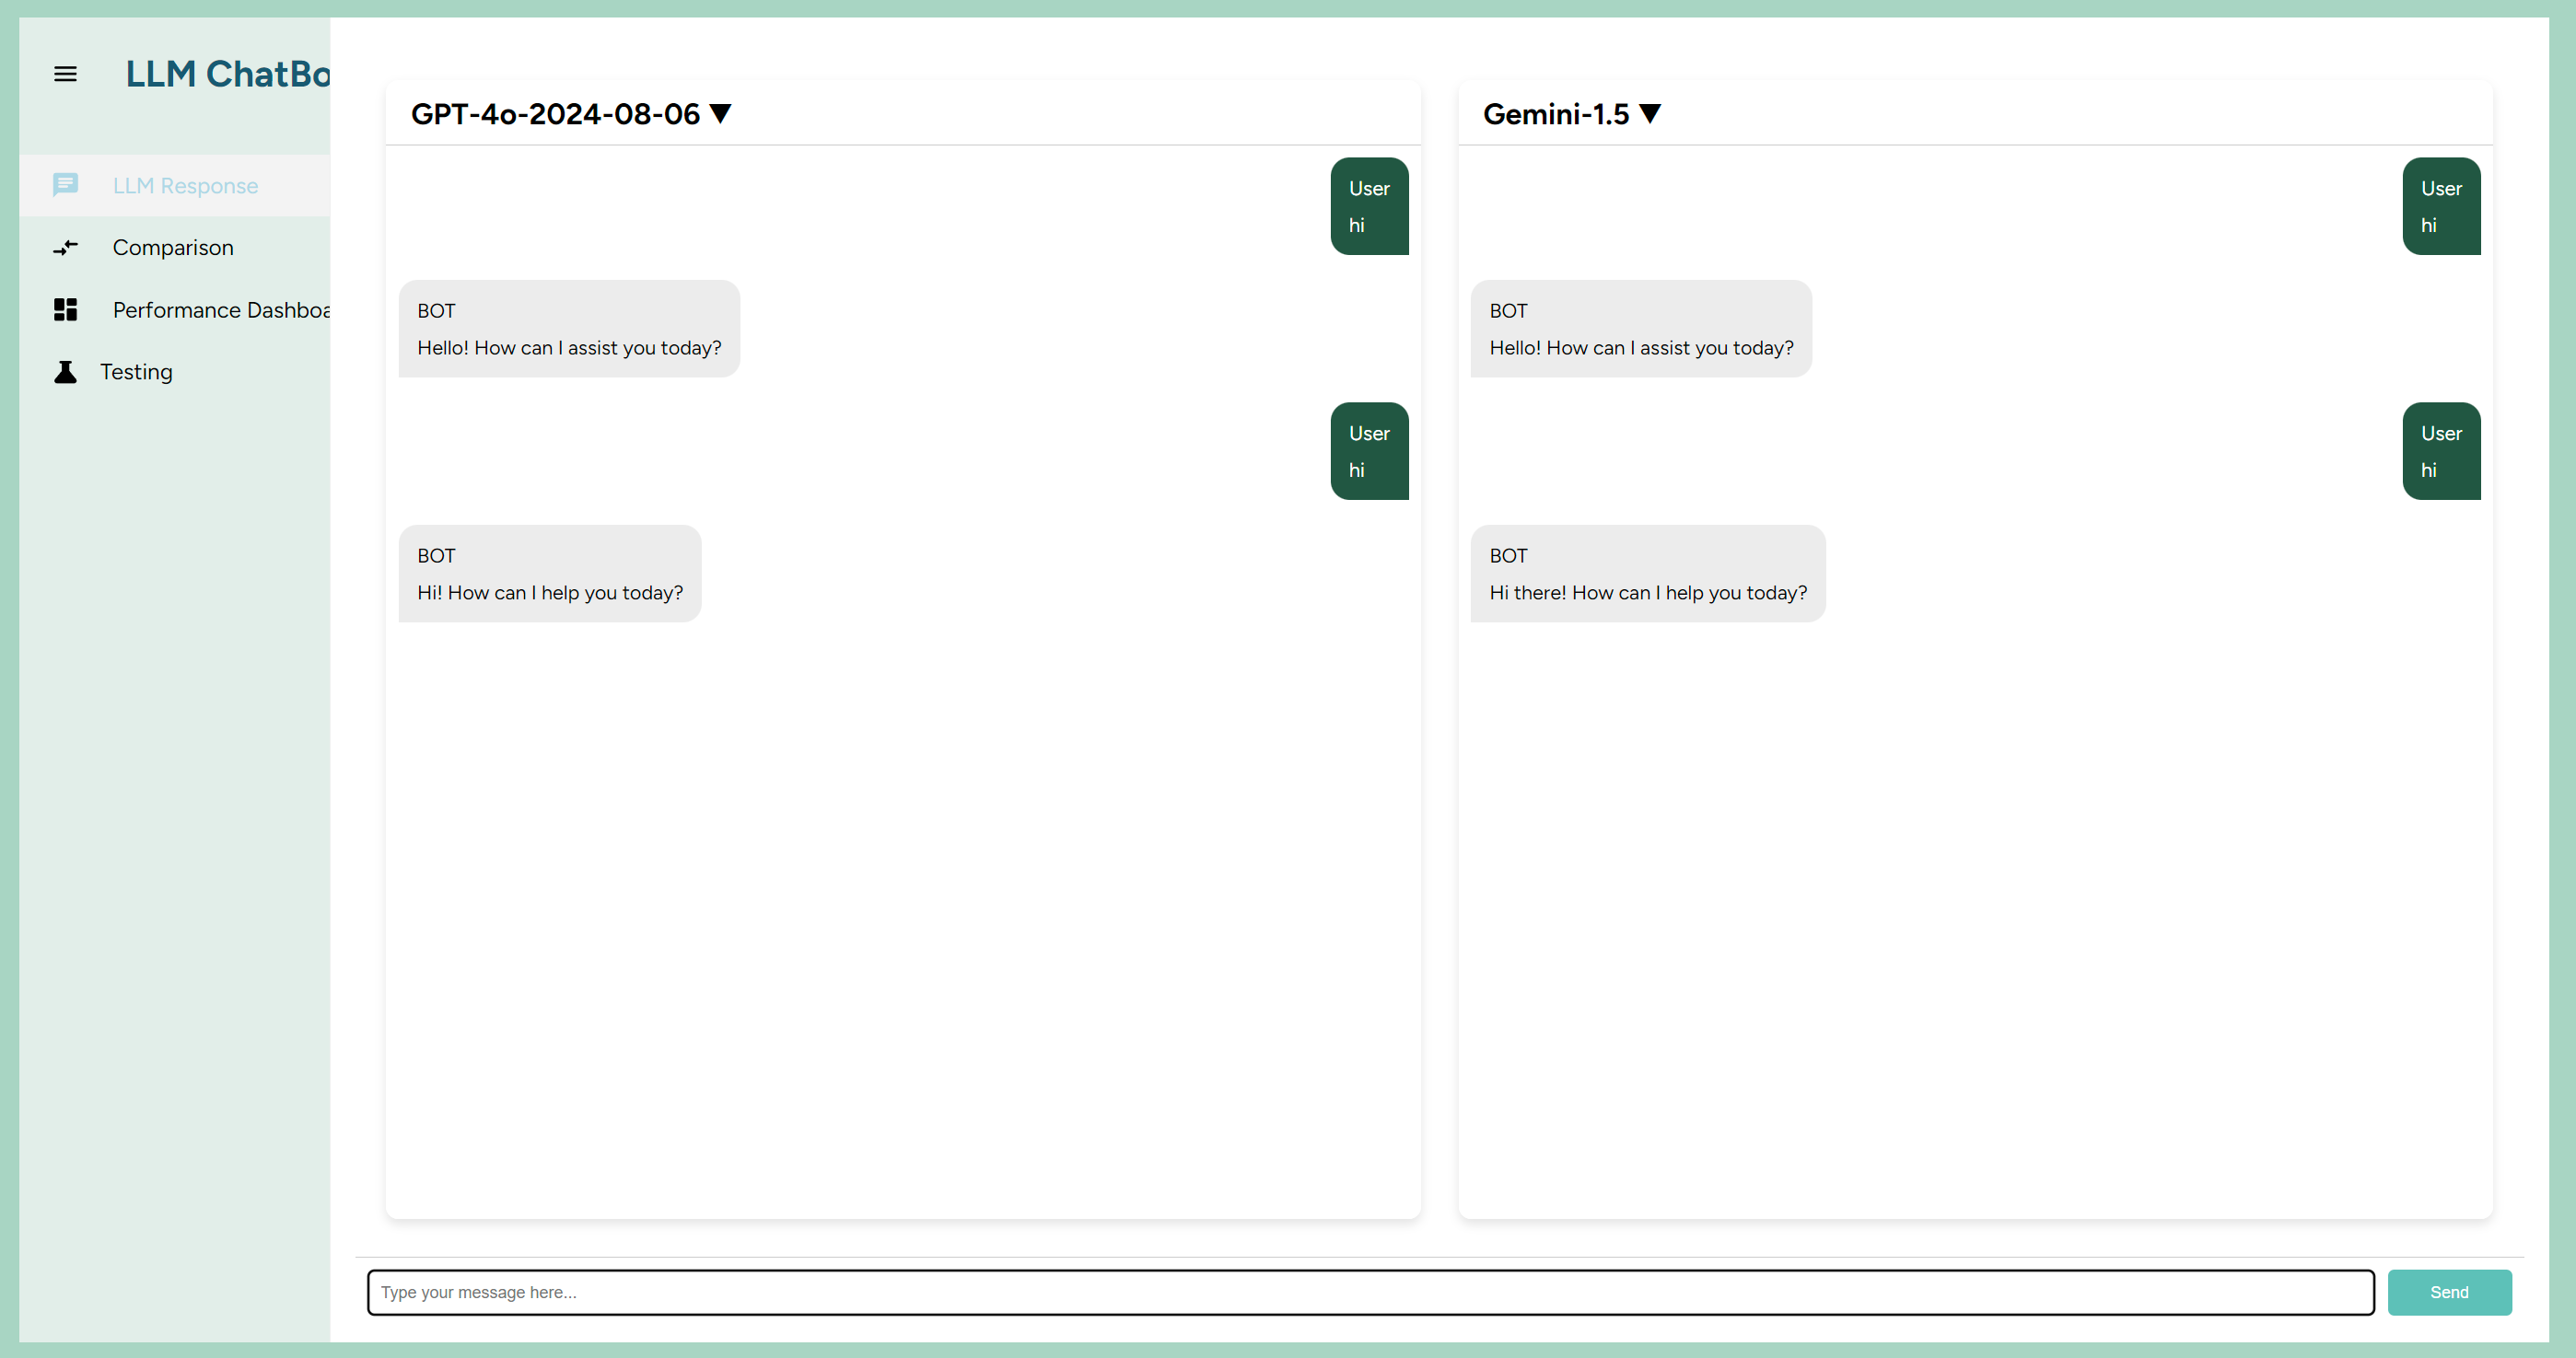 LLM ChatBo
LLM Response
Comparison
Performance Dashboa
Testing
GPT-4o-2024-08-06 ▼
User
hi
BOT
Hello! How can I assist you today?
User
hi
BOT
Hi! How can I help you today?
Gemini-1.5 ▼
User
hi
BOT
Hello! How can I assist you today?
User
hi
BOT
Hi there! How can I help you today?
Type your message here...
Send